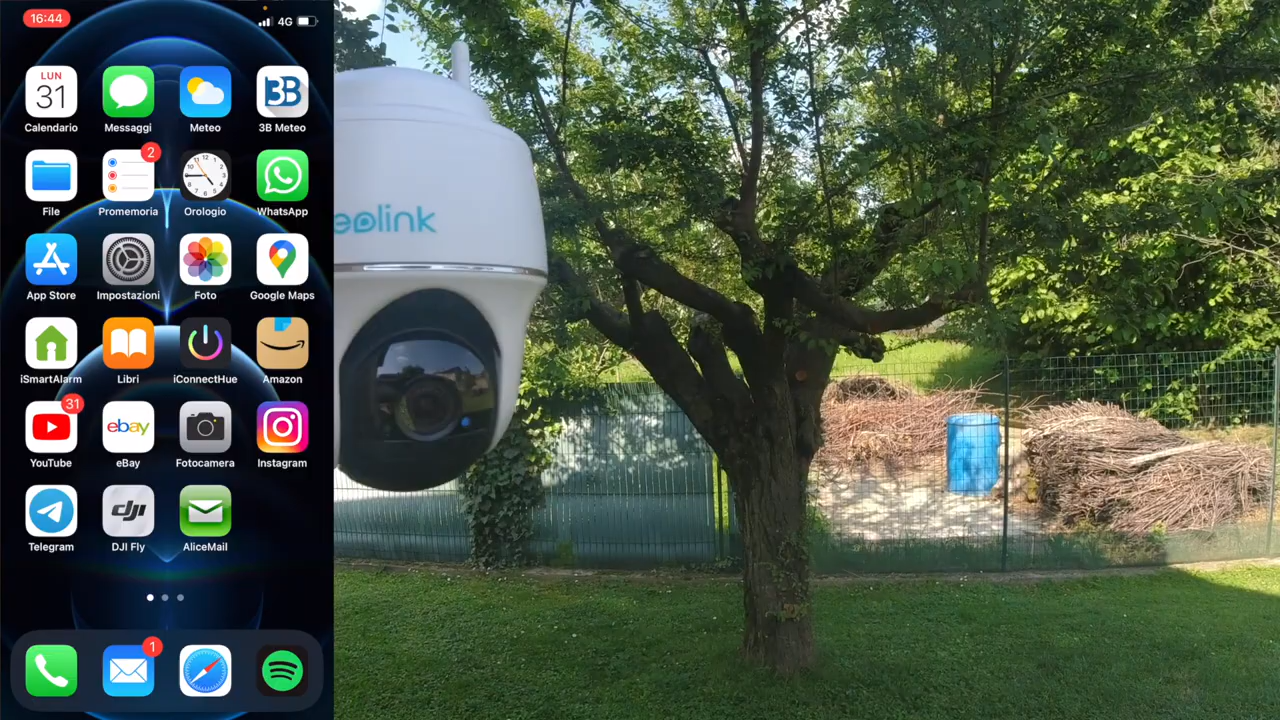 16:44
4G
LUN
31
Calendario
Messaggi
Meteo
3B
3B Meteo
File
2
Promemoria
12
Orologio
WhatsApp
App Store
Impostazioni
Foto
Google Maps
iSmartAlarm
Libri
iConnectHue
Amazon
31
YouTube
ebay
eBay
Fotocamera
Instagram
Telegram
dji
DJI Fly
AliceMail
1
eolink